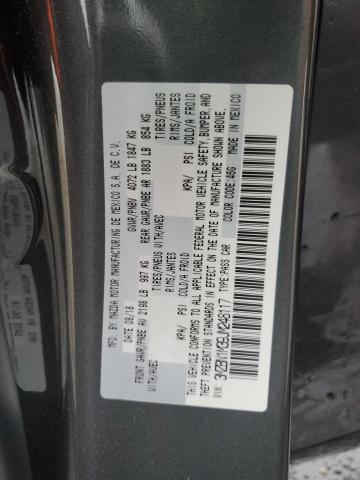 MFD. BY MAZDA MOTOR MANUFACTURING DE MEXICO S.A. DE C.V.
DATE: 08/18 GVWR/PNBV 4072 LB 1847 KG
FRONT GAWR/PNBE AV 2198 LB 997 KG REAR GAWR/PNBE AR 1883 LB 854 KG
WITH/AVEC TIRES/PNEUS WITH/AVEC TIRES/PNEUS
RIMS/JANTES RIMS/JANTES
KPA/ PSI COLD/A FROID KPA/ PSI COLD/A FROID
THIS VEHICLE CONFORMS TO ALL APPLICABLE FEDERAL MOTOR VEHICLE SAFETY, BUMPER, AND
THEFT PREVENTION STANDARDS IN EFFECT ON THE DATE OF MANUFACTURE SHOWN ABOVE.
VIN: TYPE:PASS CAR COLOR CODE:46G MADE IN MEXICO